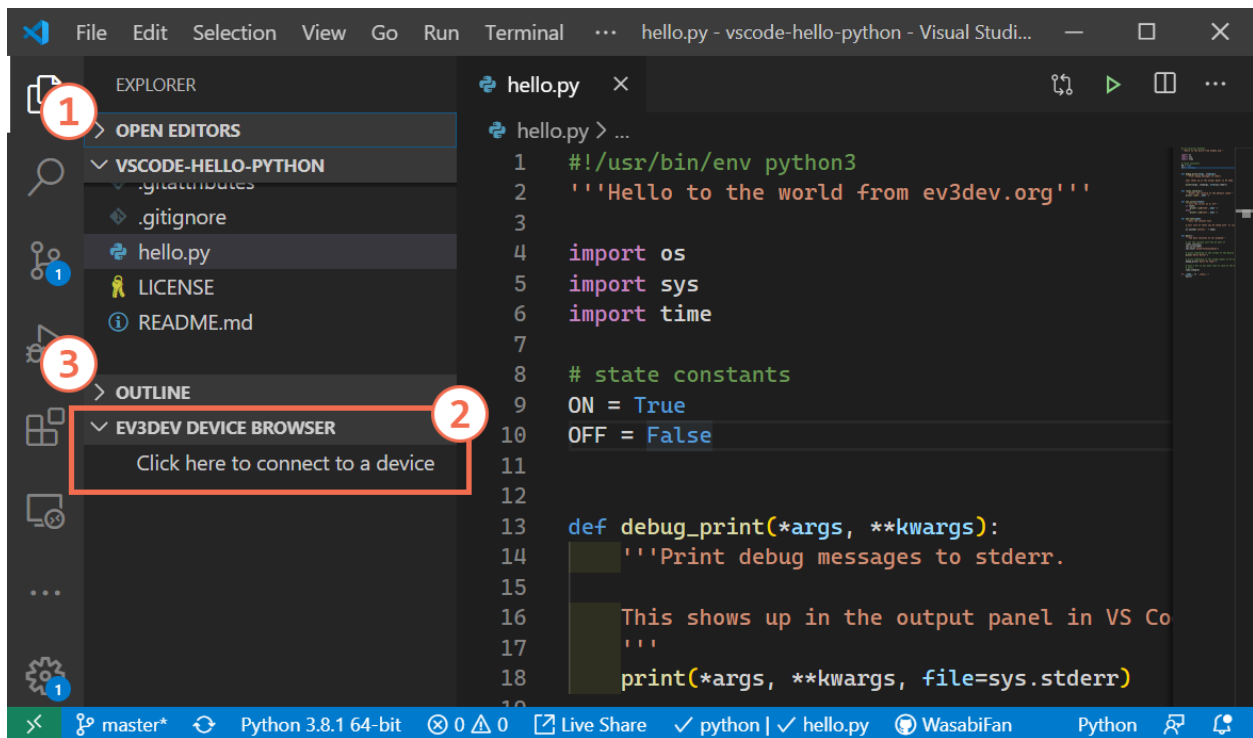 File Edit Selection View Go Run Terminal ··· hello.py - vscode-hello-python - Visual Studi...
EXPLORER
1
OPEN EDITORS
VSCODE-HELLO-PYTHON
.gitattributes
.gitignore
hello.py
LICENSE
README.md
3
OUTLINE
2
EV3DEV DEVICE BROWSER
Click here to connect to a device
1
1
hello.py
hello.py > ...
1 #!/usr/bin/env python3
2 '''Hello to the world from ev3dev.org'''
3
4 import os
5 import sys
6 import time
7
8 # state constants
9 ON = True
10 OFF = False
11
12
13 def debug_print(*args, **kwargs):
14 '''Print debug messages to stderr.
15
16 This shows up in the output panel in VS Co
17 '''
18 print(*args, **kwargs, file=sys.stderr)
master* Python 3.8.1 64-bit 0 0 Live Share ✓ python | ✓ hello.py WasabiFan Python